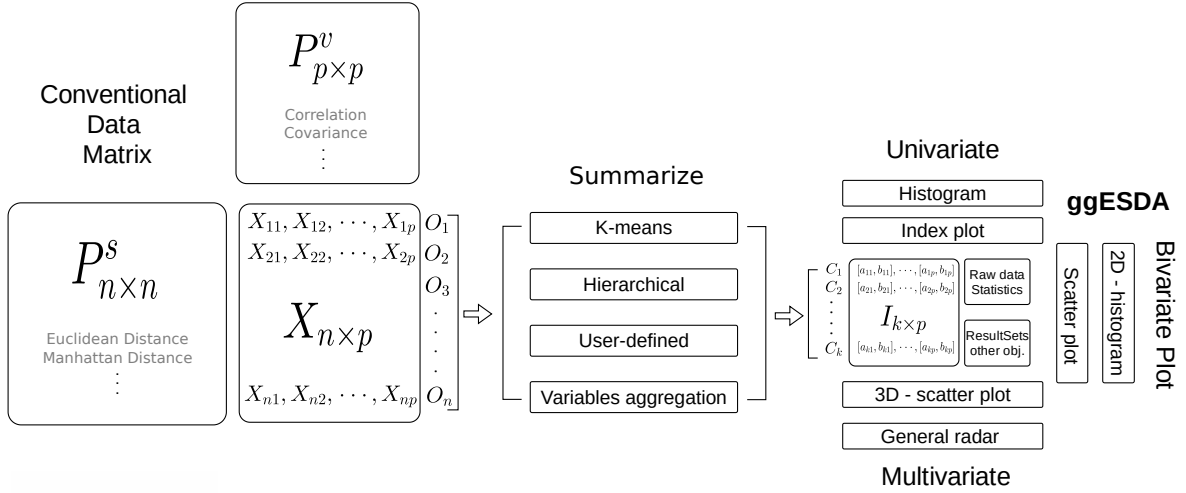 Conventional
Data
Matrix
P^v_{p×p}
Correlation
Covariance
⋮
P^s_{n×n}
Euclidean Distance
Manhattan Distance
⋮
X_{11}, X_{12}, ⋯, X_{1p} O_1
X_{21}, X_{22}, ⋯, X_{2p} O_2
O_3
X_{n×p}
X_{n1}, X_{n2}, ⋯, X_{np} O_n
Summarize
K-means
Hierarchical
User-defined
Variables aggregation
Univariate
Histogram
Index plot
C_1 [a_{11}, b_{11}], ⋯, [a_{1p}, b_{1p}]
C_2 [a_{21}, b_{21}], ⋯, [a_{2p}, b_{2p}]
I_{k×p}
C_k [a_{k1}, b_{k1}], ⋯, [a_{kp}, b_{kp}]
Raw data
Statistics
ResultSets
other obj.
3D - scatter plot
General radar
Multivariate
ggESDA
Scatter plot
2D - histogram
Bivariate Plot